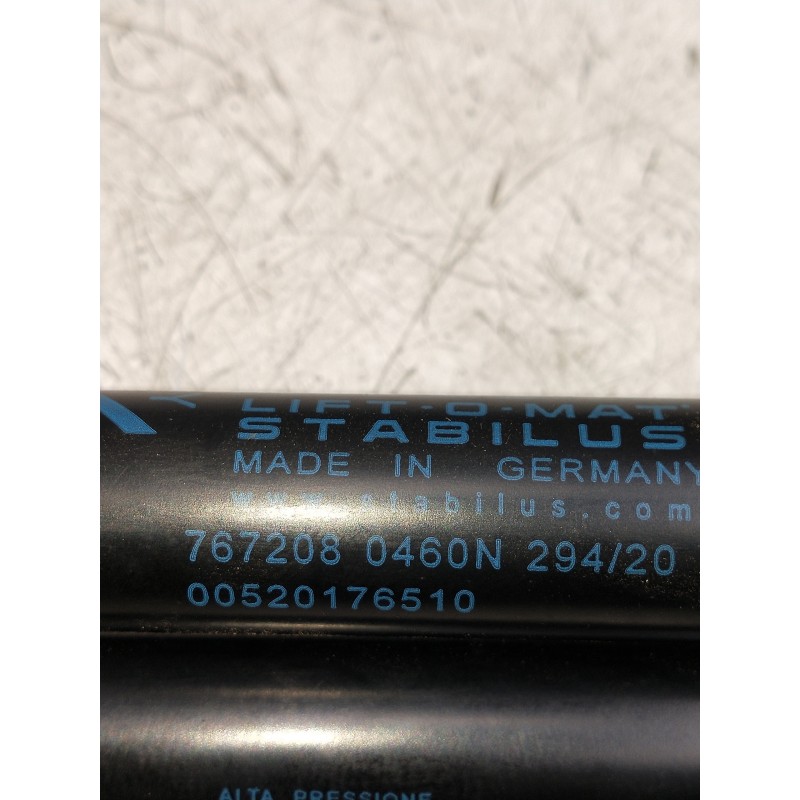 LIFT-O-MAT
STABILUS
MADE IN GERMANY
www.stabilus.com
767208 0460N 294/20
00520176510
ALTA PRESSIONE